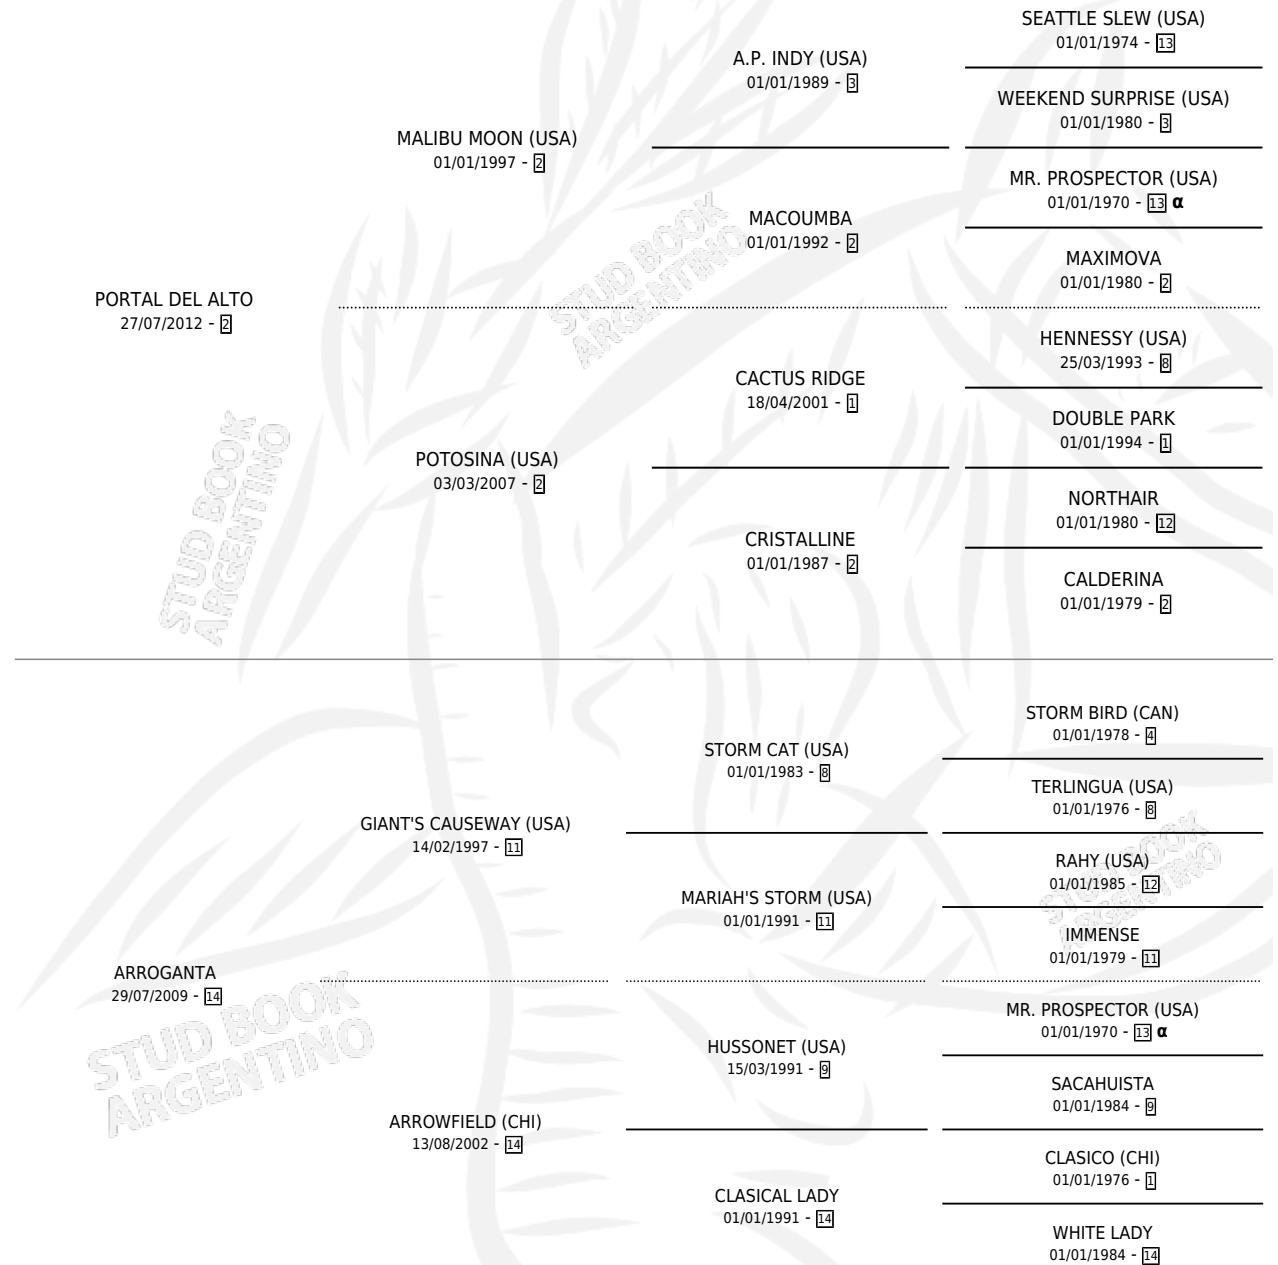 SEATTLE SLEW (USA)
01/01/1974 - 13
A.P. INDY (USA)
01/01/1989 - 3
WEEKEND SURPRISE (USA)
01/01/1980 - 3
MALIBU MOON (USA)
01/01/1997 - 2
MR. PROSPECTOR (USA)
01/01/1970 - 13 α
MACOUMBA
01/01/1992 - 2
MAXIMOVA
01/01/1980 - 2
STUD BOOK
ARGENTINO
PORTAL DEL ALTO
27/07/2012 - 2
HENNESSY (USA)
25/03/1993 - 8
CACTUS RIDGE
18/04/2001 - 1
DOUBLE PARK
01/01/1994 - 1
POTOSINA (USA)
03/03/2007 - 2
NORTHAIR
01/01/1980 - 12
CRISTALLINE
01/01/1987 - 2
CALDERINA
01/01/1979 - 2
STUD BOOK
ARGENTINO
STORM BIRD (CAN)
01/01/1978 - 4
STORM CAT (USA)
01/01/1983 - 8
TERLINGUA (USA)
01/01/1976 - 8
GIANT'S CAUSEWAY (USA)
14/02/1997 - 11
RAHY (USA)
01/01/1985 - 12
MARIAH'S STORM (USA)
01/01/1991 - 11
IMMENSE
01/01/1979 - 11
STUD BOOK
ARGENTINO
ARROGANTA
29/07/2009 - 14
MR. PROSPECTOR (USA)
01/01/1970 - 13 α
HUSSONET (USA)
15/03/1991 - 9
SACAHUISTA
01/01/1984 - 9
ARROWFIELD (CHI)
13/08/2002 - 14
CLASICO (CHI)
01/01/1976 - 1
CLASICAL LADY
01/01/1991 - 14
WHITE LADY
01/01/1984 - 14
STUD BOOK
ARGENTINO